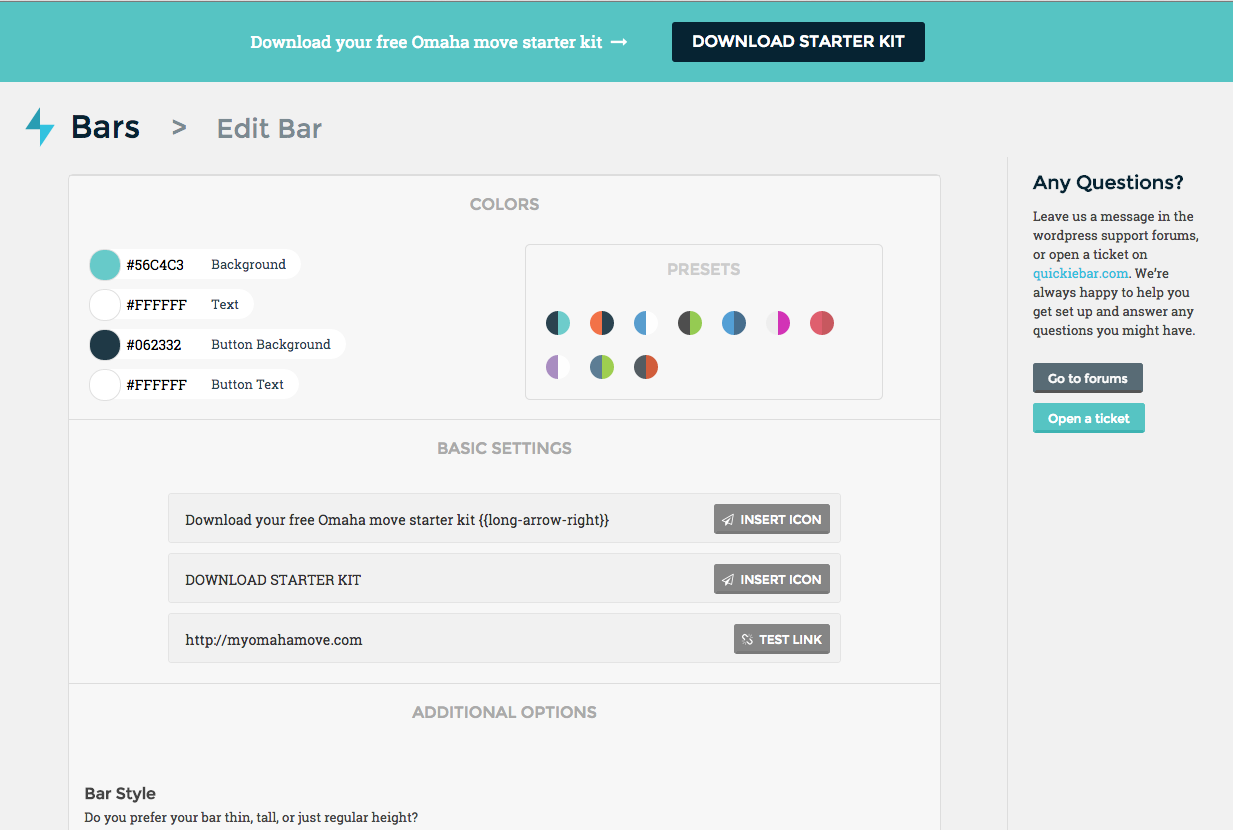 Download your free Omaha move starter kit →
DOWNLOAD STARTER KIT
Bars > Edit Bar
COLORS
#56C4C3 Background
#FFFFFF Text
#062332 Button Background
#FFFFFF Button Text
PRESETS
BASIC SETTINGS
Download your free Omaha move starter kit {{long-arrow-right}}
INSERT ICON
DOWNLOAD STARTER KIT
INSERT ICON
http://myomahamove.com
TEST LINK
ADDITIONAL OPTIONS
Bar Style
Do you prefer your bar thin, tall, or just regular height?
Any Questions?
Leave us a message in the
wordpress support forums,
or open a ticket on
quickiebar.com. We're
always happy to help you
get set up and answer any
questions you might have.
Go to forums
Open a ticket